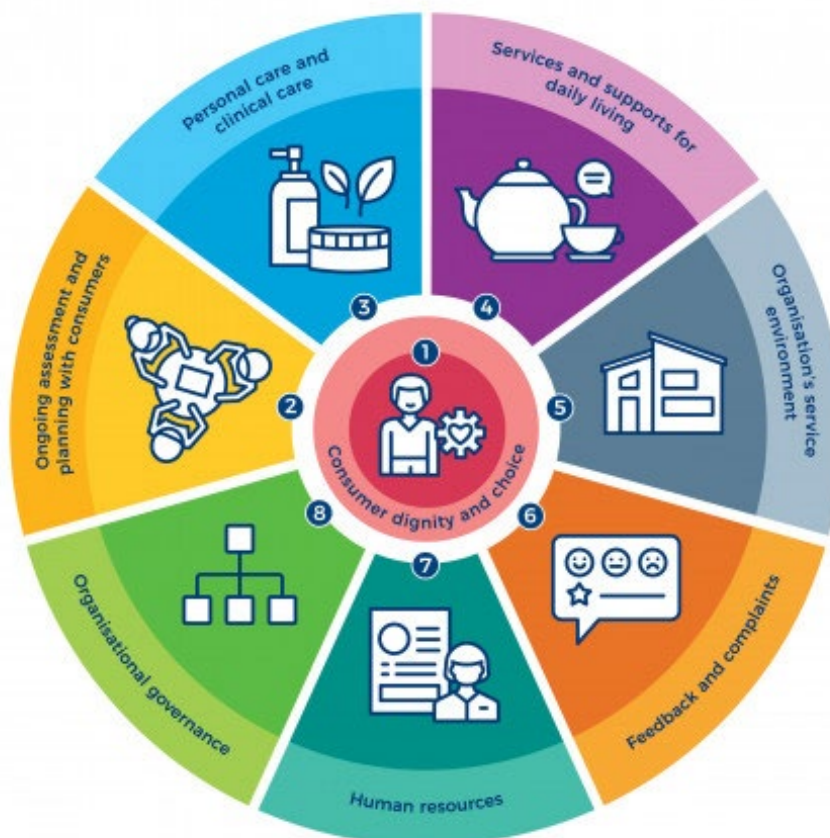 1
Consumer dignity and choice
2
Ongoing assessment and
planning with consumers
3
Personal care and
clinical care
4
Services and supports for
daily living
5
Organisation's service
environment
6
Feedback and complaints
7
Human resources
8
Organisational governance